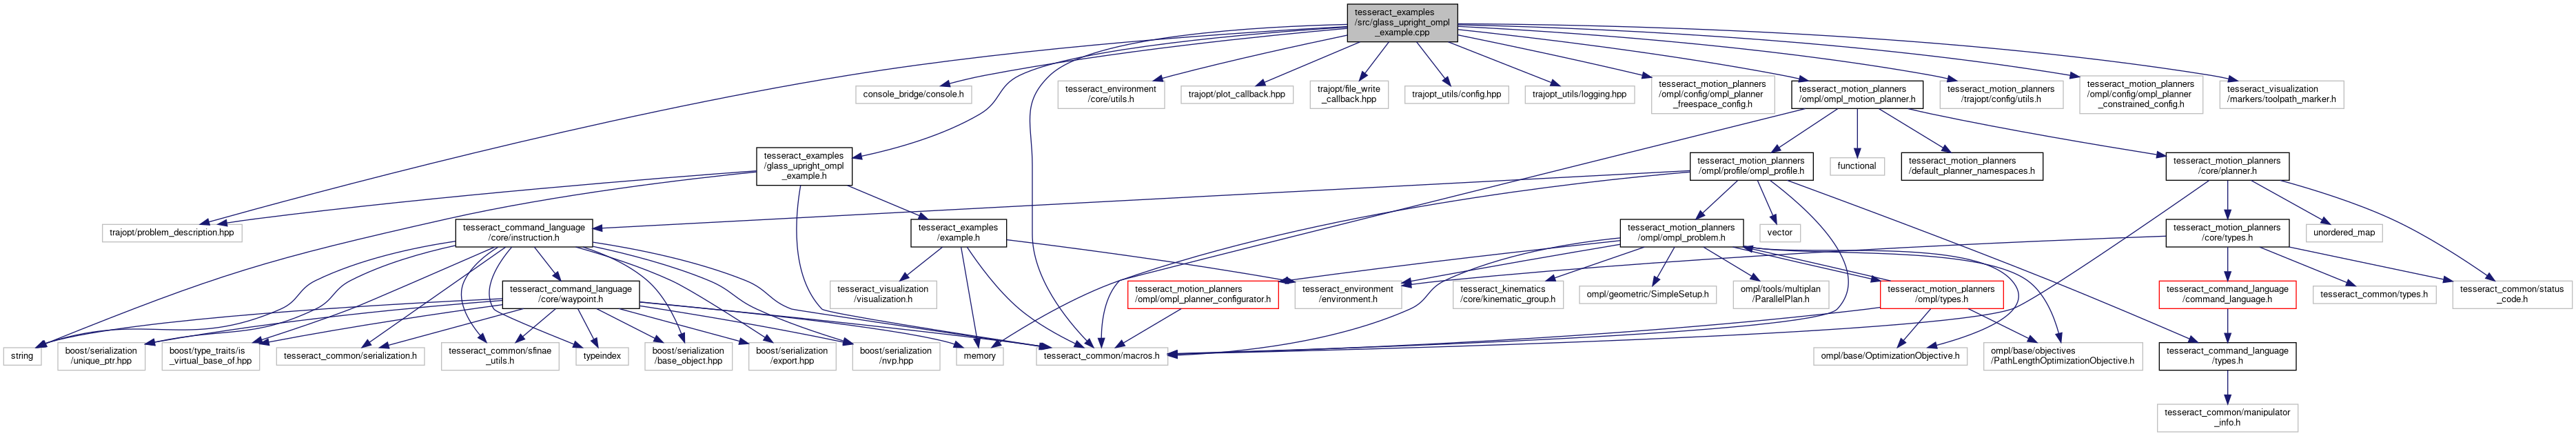 tesseract_examples
/src/glass_upright_ompl
_example.cpp
console_bridge/console.h
tesseract_environment
/core/utils.h
trajopt/plot_callback.hpp
trajopt/file_write
_callback.hpp
trajopt_utils/config.hpp
trajopt_utils/logging.hpp
tesseract_motion_planners
/ompl/config/ompl_planner
_freespace_config.h
tesseract_motion_planners
/ompl/ompl_motion_planner.h
tesseract_motion_planners
/trajopt/config/utils.h
tesseract_motion_planners
/ompl/config/ompl_planner
_constrained_config.h
tesseract_visualization
/markers/toolpath_marker.h
tesseract_examples
/glass_upright_ompl
_example.h
tesseract_motion_planners
/ompl/profile/ompl_profile.h
functional
tesseract_motion_planners
/default_planner_namespaces.h
tesseract_motion_planners
/core/planner.h
trajopt/problem_description.hpp
tesseract_command_language
/core/instruction.h
tesseract_examples
/example.h
tesseract_motion_planners
/ompl/ompl_problem.h
vector
tesseract_motion_planners
/core/types.h
unordered_map
tesseract_command_language
/core/waypoint.h
tesseract_visualization
/visualization.h
tesseract_motion_planners
/ompl/ompl_planner_configurator.h
tesseract_environment
/environment.h
tesseract_kinematics
/core/kinematic_group.h
ompl/geometric/SimpleSetup.h
ompl/tools/multiplan
/ParallelPlan.h
tesseract_motion_planners
/ompl/types.h
tesseract_command_language
/command_language.h
tesseract_common/types.h
tesseract_common/status
_code.h
string
boost/serialization
/unique_ptr.hpp
boost/type_traits/is
_virtual_base_of.hpp
tesseract_common/serialization.h
tesseract_common/sfinae
_utils.h
typeindex
boost/serialization
/base_object.hpp
boost/serialization
/export.hpp
boost/serialization
/nvp.hpp
memory
tesseract_common/macros.h
ompl/base/OptimizationObjective.h
ompl/base/objectives
/PathLengthOptimizationObjective.h
tesseract_command_language
/types.h
tesseract_common/manipulator
_info.h